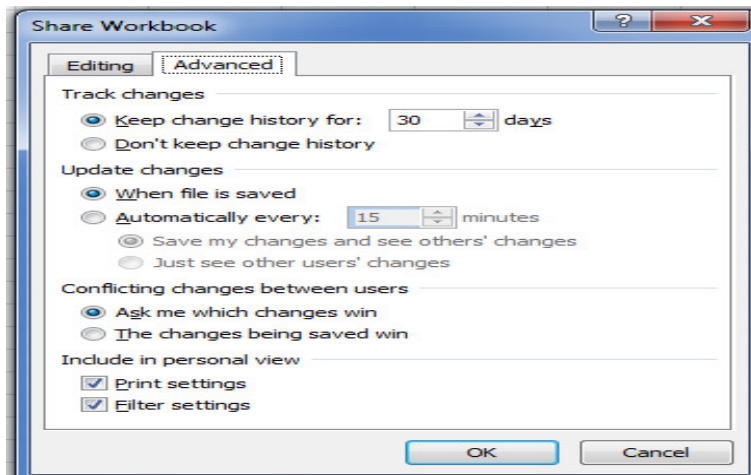 Share Workbook
Editing Advanced
Track changes
Keep change history for: 30 days
Don't keep change history
Update changes
When file is saved
Automatically every: 15 minutes
Save my changes and see others' changes
Just see other users' changes
Conflicting changes between users
Ask me which changes win
The changes being saved win
Include in personal view
Print settings
Filter settings
OK Cancel